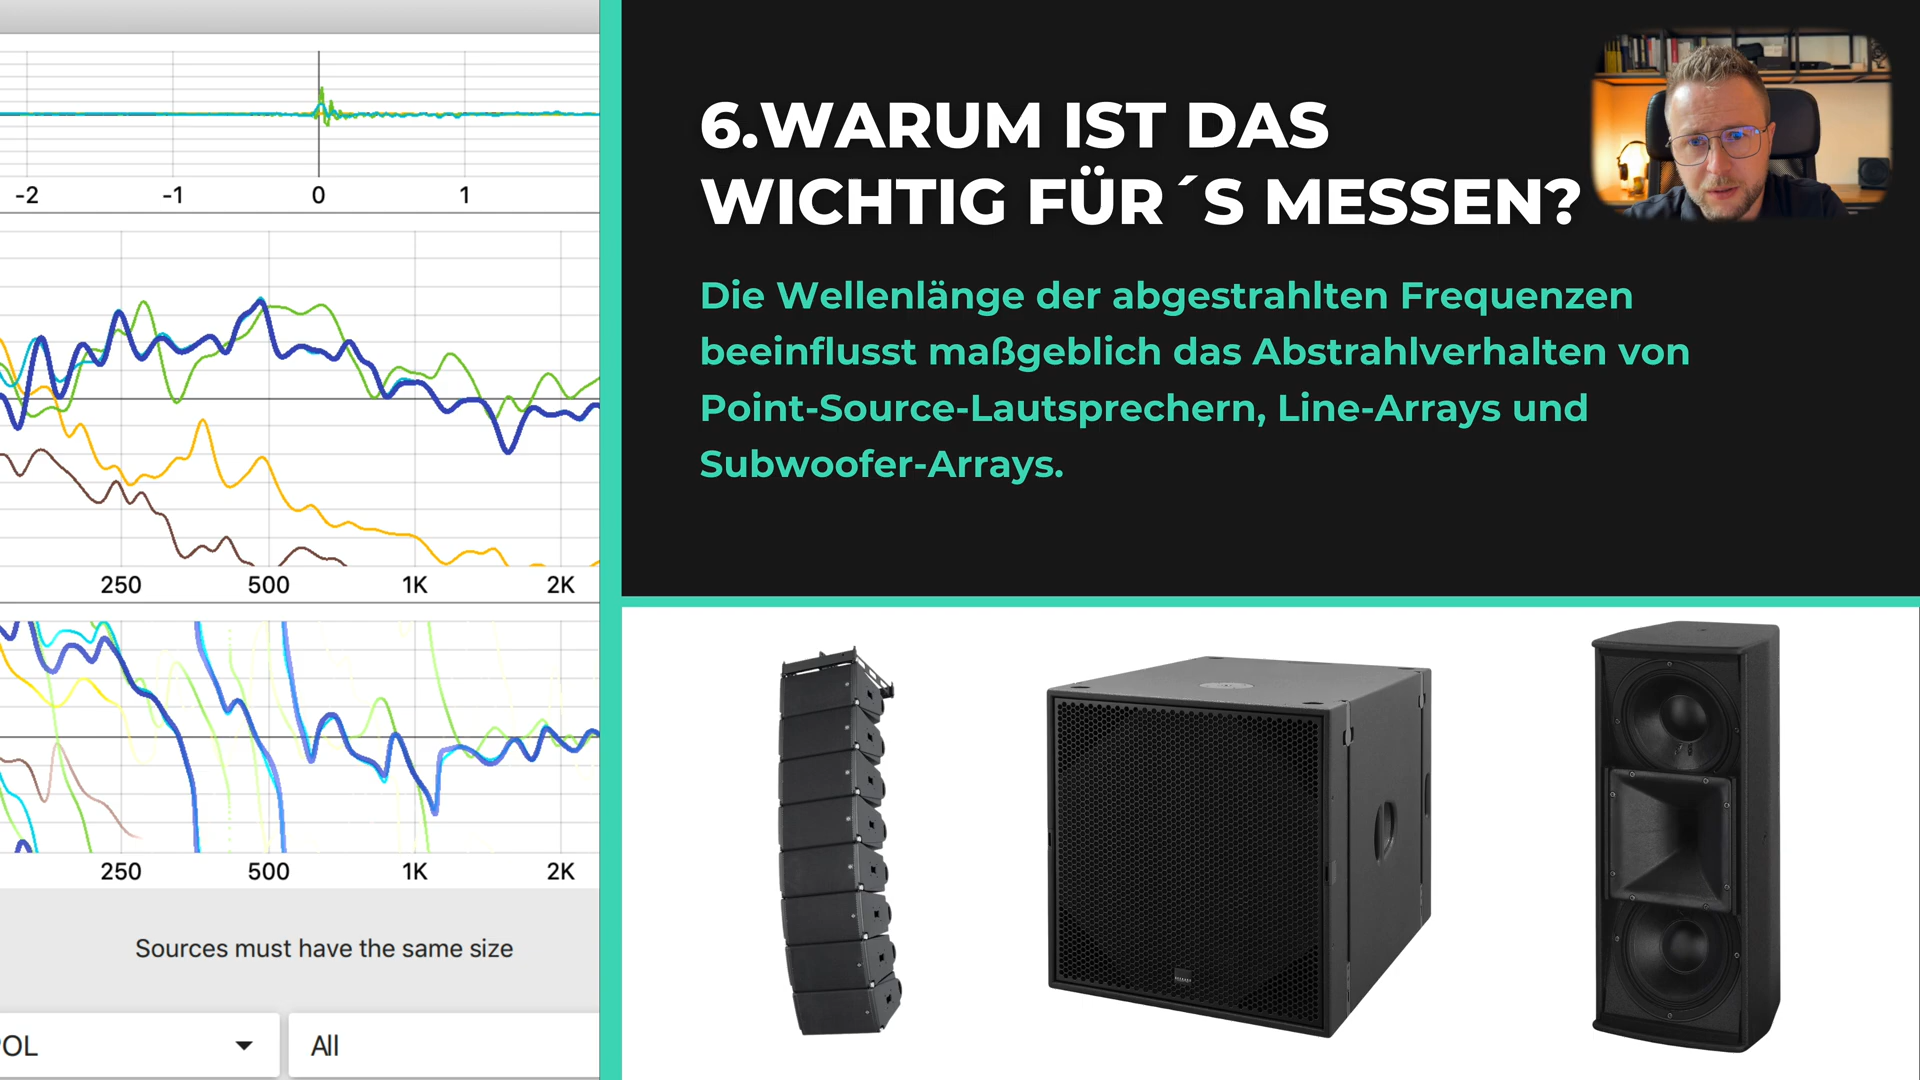 -2 -1 0 1
250 500 1K 2K
250 500 1K 2K
Sources must have the same size
OL All
6.WARUM IST DAS
WICHTIG FÜR´S MESSEN?
Die Wellenlänge der abgestrahlten Frequenzen
beeinflusst maßgeblich das Abstrahlverhalten von
Point-Source-Lautsprechern, Line-Arrays und
Subwoofer-Arrays.